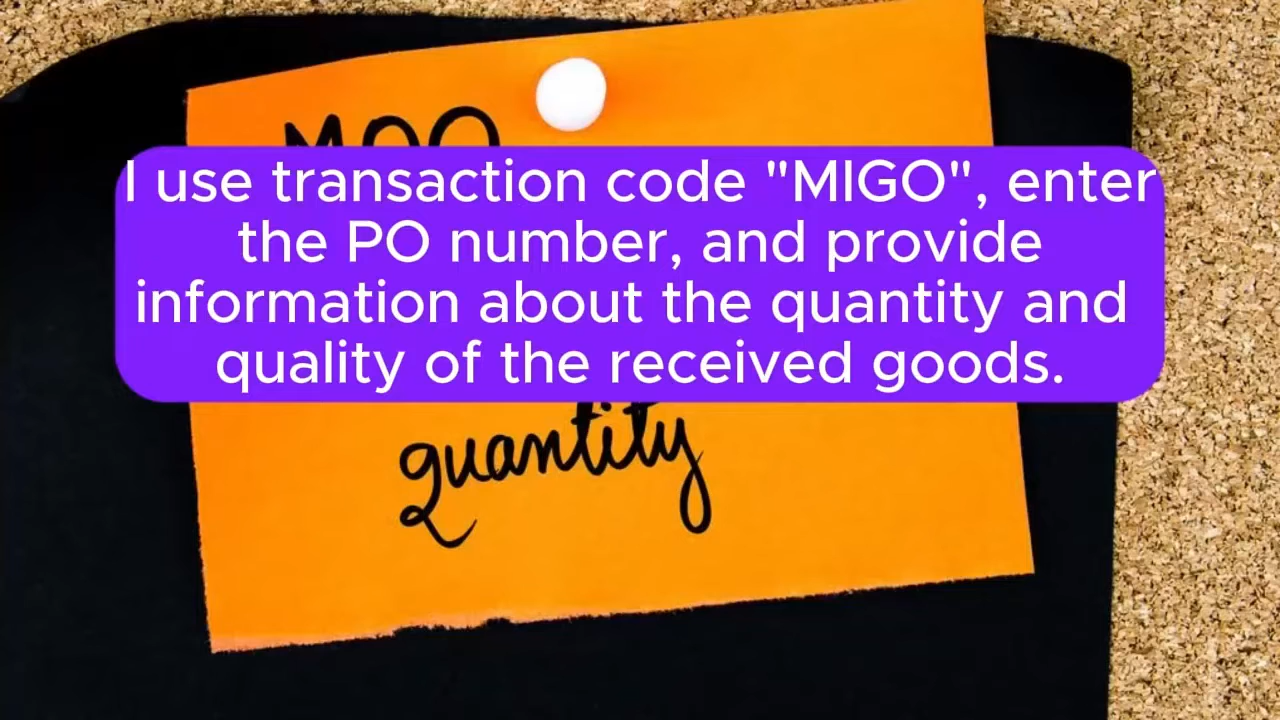 MOQ
I use transaction code "MIGO", enter
the PO number, and provide
information about the quantity and
quality of the received goods.
quantity